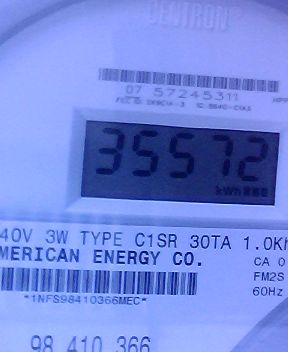 CENTRON
07 57245311
35572
kWh
40V 3W TYPE C1SR 30TA 1.0Kh
MERICAN ENERGY CO.
CA 0
FM2S
60Hz
*1NFS98410366MEC*
98 410 366